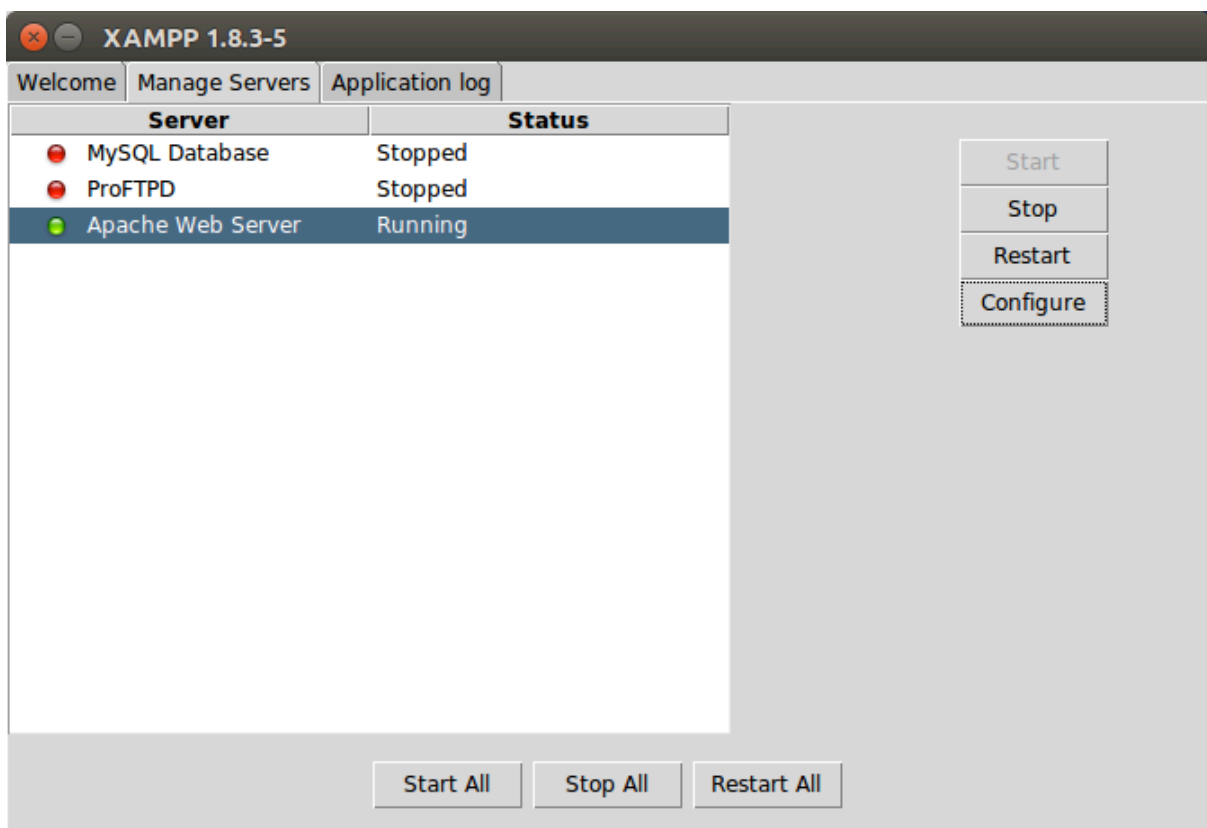 XAMPP 1.8.3-5
Welcome Manage Servers Application log
Server Status
MySQL Database Stopped
ProFTPD Stopped
Apache Web Server Running
Start
Stop
Restart
Configure
Start All Stop All Restart All